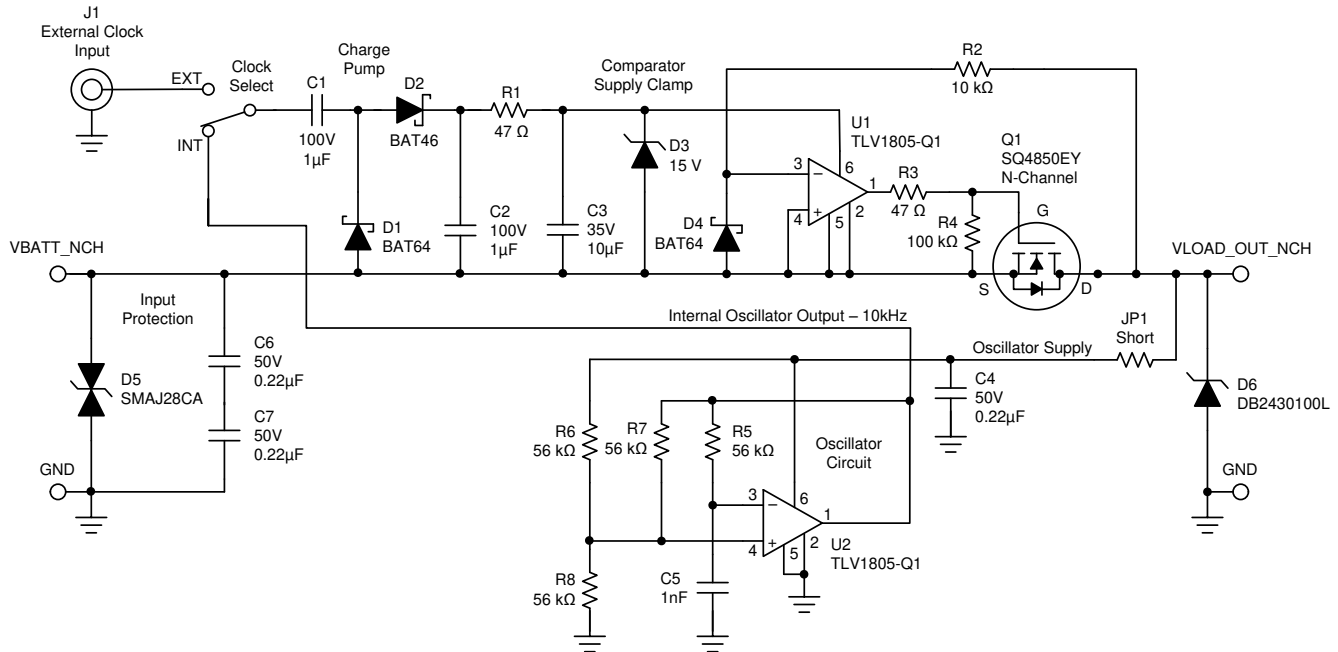 J1
External Clock
Input
EXT
Clock
Select
INT
C1
100V
1µF
Charge
Pump
D2
BAT46
R1
47 Ω
Comparator
Supply Clamp
D3
15 V
R2
10 kΩ
U1
TLV1805-Q1
3
−
6
1
+
4
5
2
R3
47 Ω
Q1
SQ4850EY
N-Channel
G
R4
100 kΩ
S
D
D1
BAT64
C2
100V
1µF
C3
35V
10µF
D4
BAT64
VBATT_NCH
VLOAD_OUT_NCH
Input
Protection
C6
50V
0.22µF
D5
SMAJ28CA
C7
50V
0.22µF
GND
Internal Oscillator Output – 10kHz
Oscillator Supply
JP1
Short
C4
50V
0.22µF
D6
DB2430100L
GND
R6
56 kΩ
R7
56 kΩ
R5
56 kΩ
Oscillator
Circuit
3
−
6
1
+
4
5
2
U2
TLV1805-Q1
R8
56 kΩ
C5
1nF